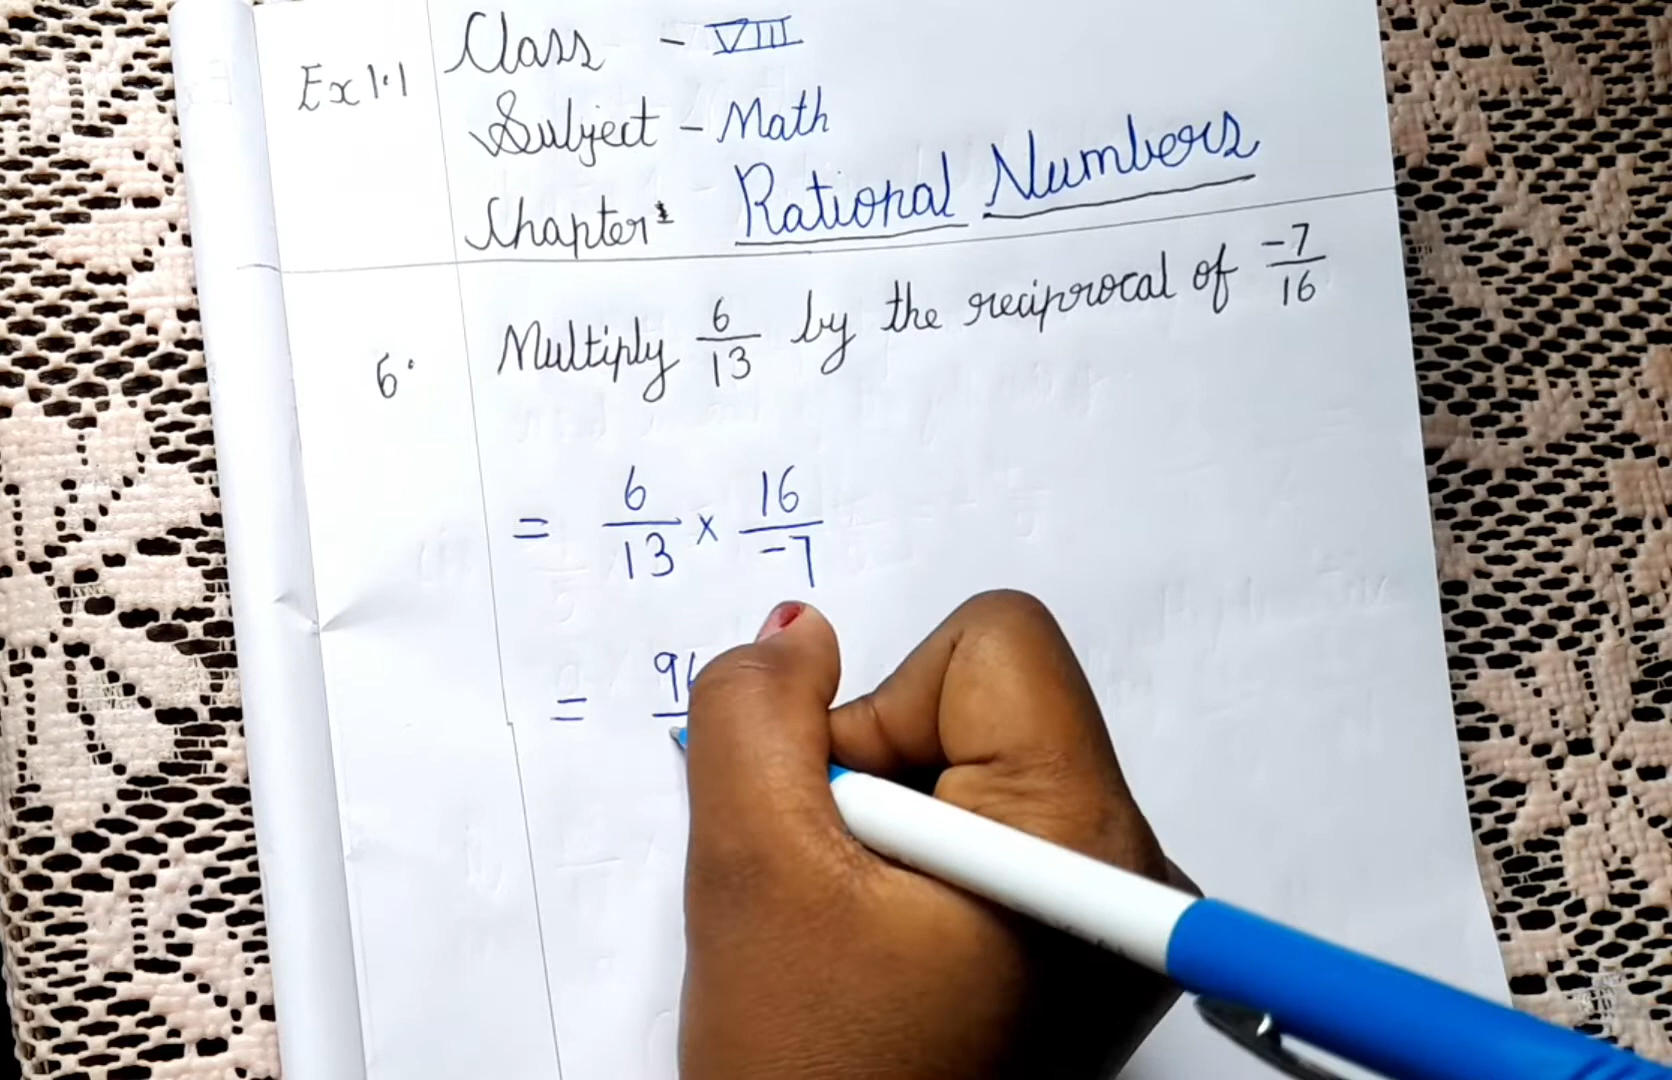 Ex 1.1
Class - VIII
Subject - Math
Chapter: Rational Numbers
6. Multiply 6/13 by the reciprocal of -7/16
= 6/13 × 16/-7
= 96